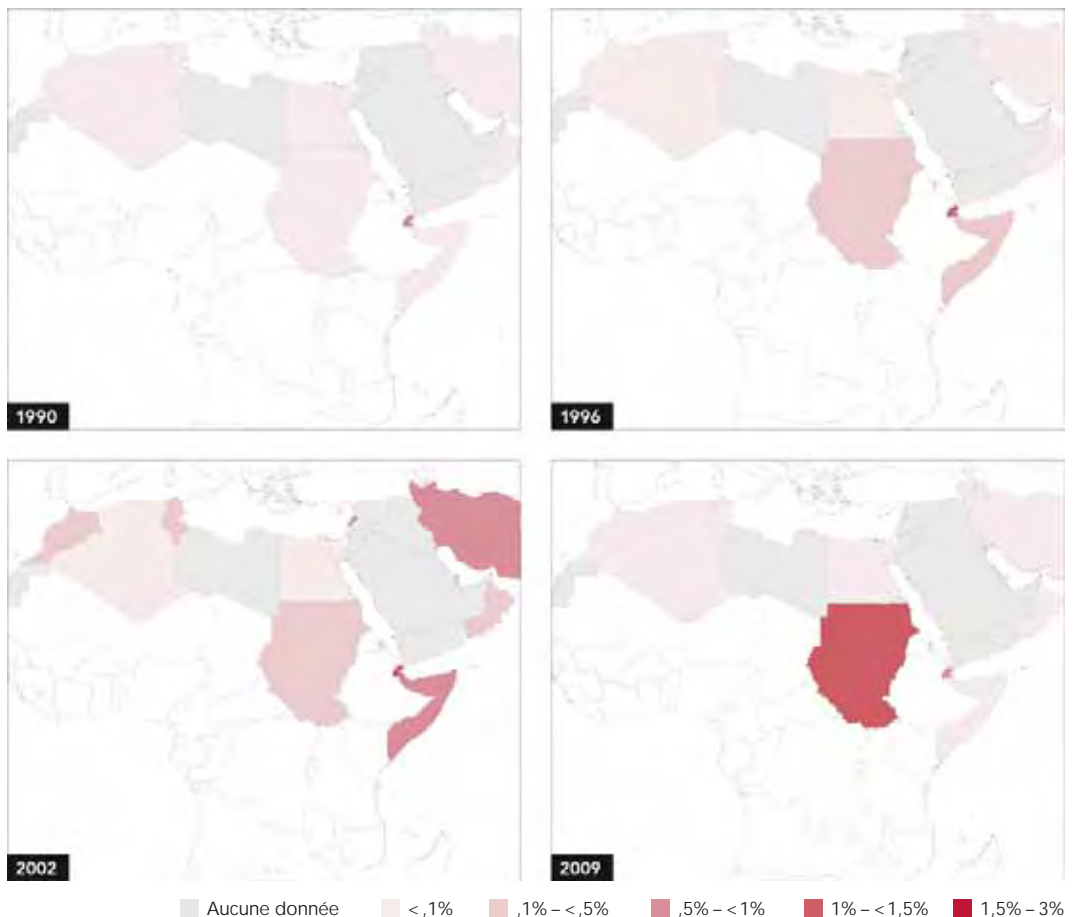 1990
1996
2002
2009
Aucune donnée < ,1% ,1% – < ,5% ,5% – < 1% 1% – < 1,5% 1,5% – 3%